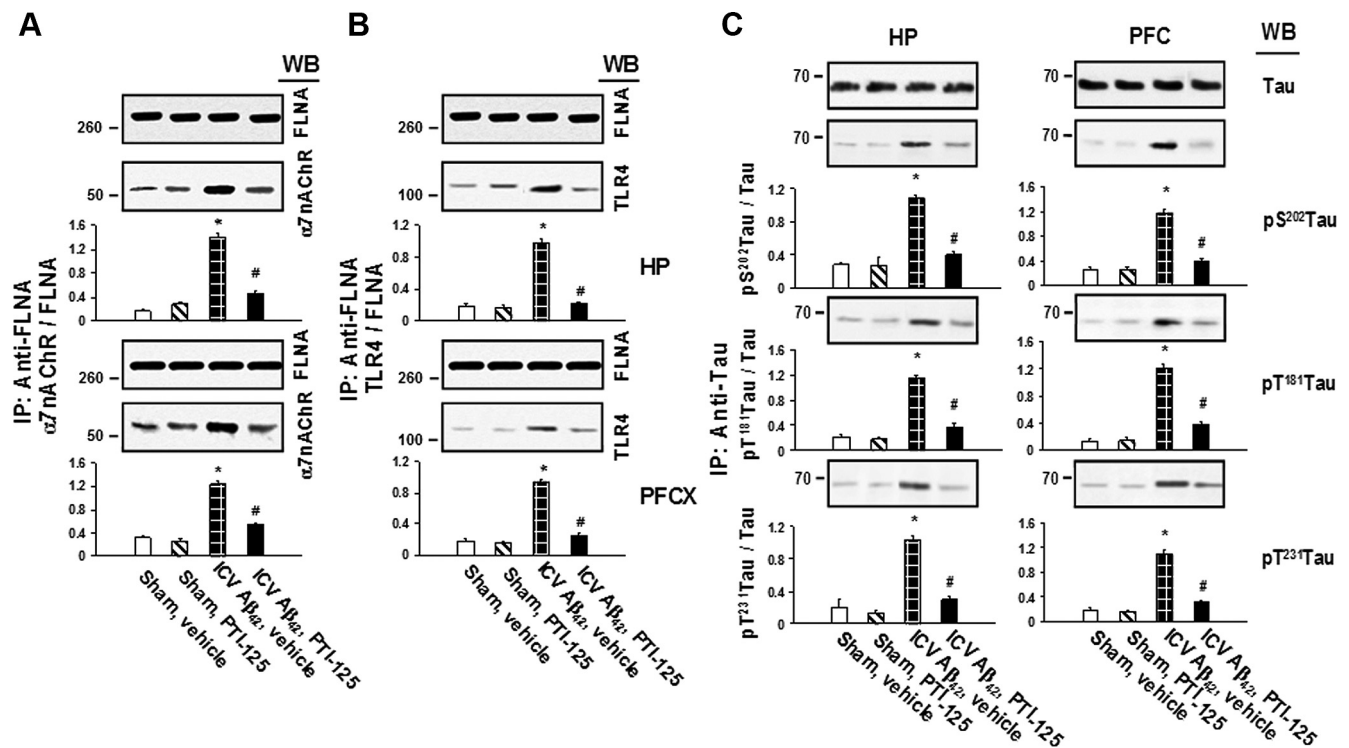 A
WB
FLNA
260
α7nAChR
50
IP: Anti-FLNA
α7nAChR / FLNA
1.6
1.2
0.8
0.4
0
*
#
FLNA
260
α7nAChR
50
1.6
1.2
0.8
0.4
0
*
#
Sham, vehicle
Sham, PTI-125
ICV Aβ42, vehicle
ICV Aβ42, PTI-125
B
WB
FLNA
260
TLR4
100
IP: Anti-FLNA
TLR4 / FLNA
1.2
0.8
0.4
0
*
#
HP
FLNA
260
TLR4
100
1.2
0.8
0.4
0
*
#
PFCX
Sham, vehicle
Sham, PTI-125
ICV Aβ42, vehicle
ICV Aβ42, PTI-125
C
HP
PFC
WB
70
70
Tau
70
70
IP: Anti-Tau
pS202Tau / Tau
1.2
0.8
0.4
0
*
#
1.6
1.2
0.8
0.4
0
*
#
pS202Tau
70
70
pT181Tau / Tau
1.6
1.2
0.8
0.4
0
*
#
1.6
1.2
0.8
0.4
0
*
#
pT181Tau
70
70
pT231Tau / Tau
1.2
0.8
0.4
0
*
#
1.6
1.2
0.8
0.4
0
*
#
pT231Tau
Sham, vehicle
Sham, PTI-125
ICV Aβ42, vehicle
ICV Aβ42, PTI-125
Sham, vehicle
Sham, PTI-125
ICV Aβ42, vehicle
ICV Aβ42, PTI-125